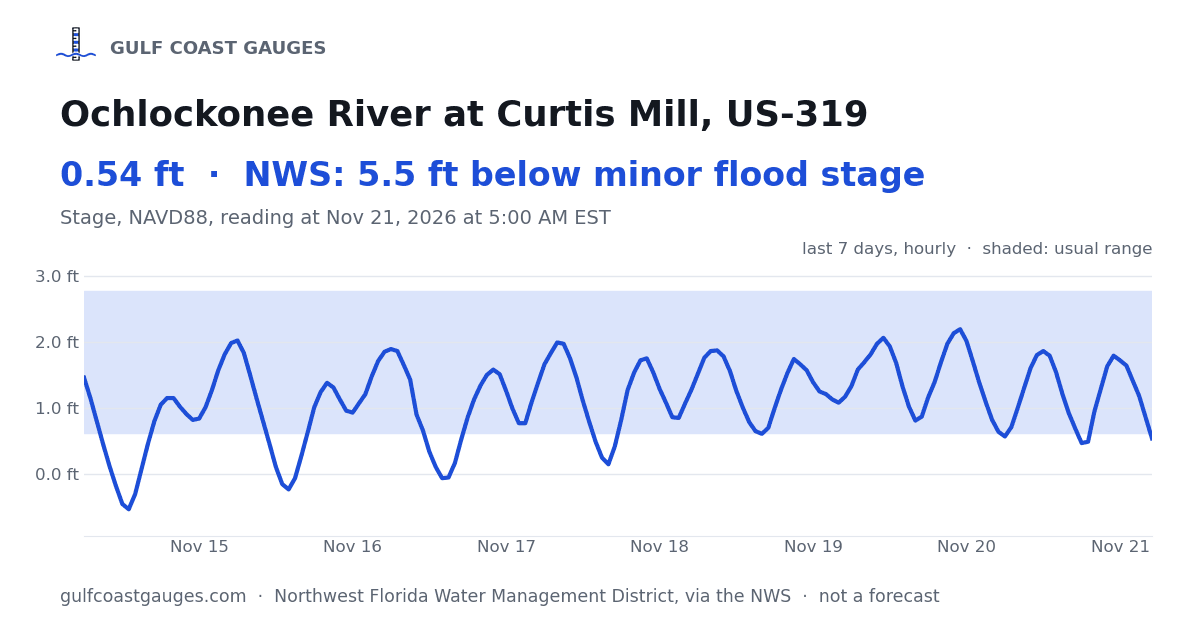 GULF COAST GAUGES
Ochlockonee River at Curtis Mill, US-319
0.54 ft · NWS: 5.5 ft below minor flood stage
Stage, NAVD88, reading at Nov 21, 2026 at 5:00 AM EST
last 7 days, hourly · shaded: usual range
3.0 ft
2.0 ft
1.0 ft
0.0 ft
Nov 15 Nov 16 Nov 17 Nov 18 Nov 19 Nov 20 Nov 21
gulfcoastgauges.com · Northwest Florida Water Management District, via the NWS · not a forecast